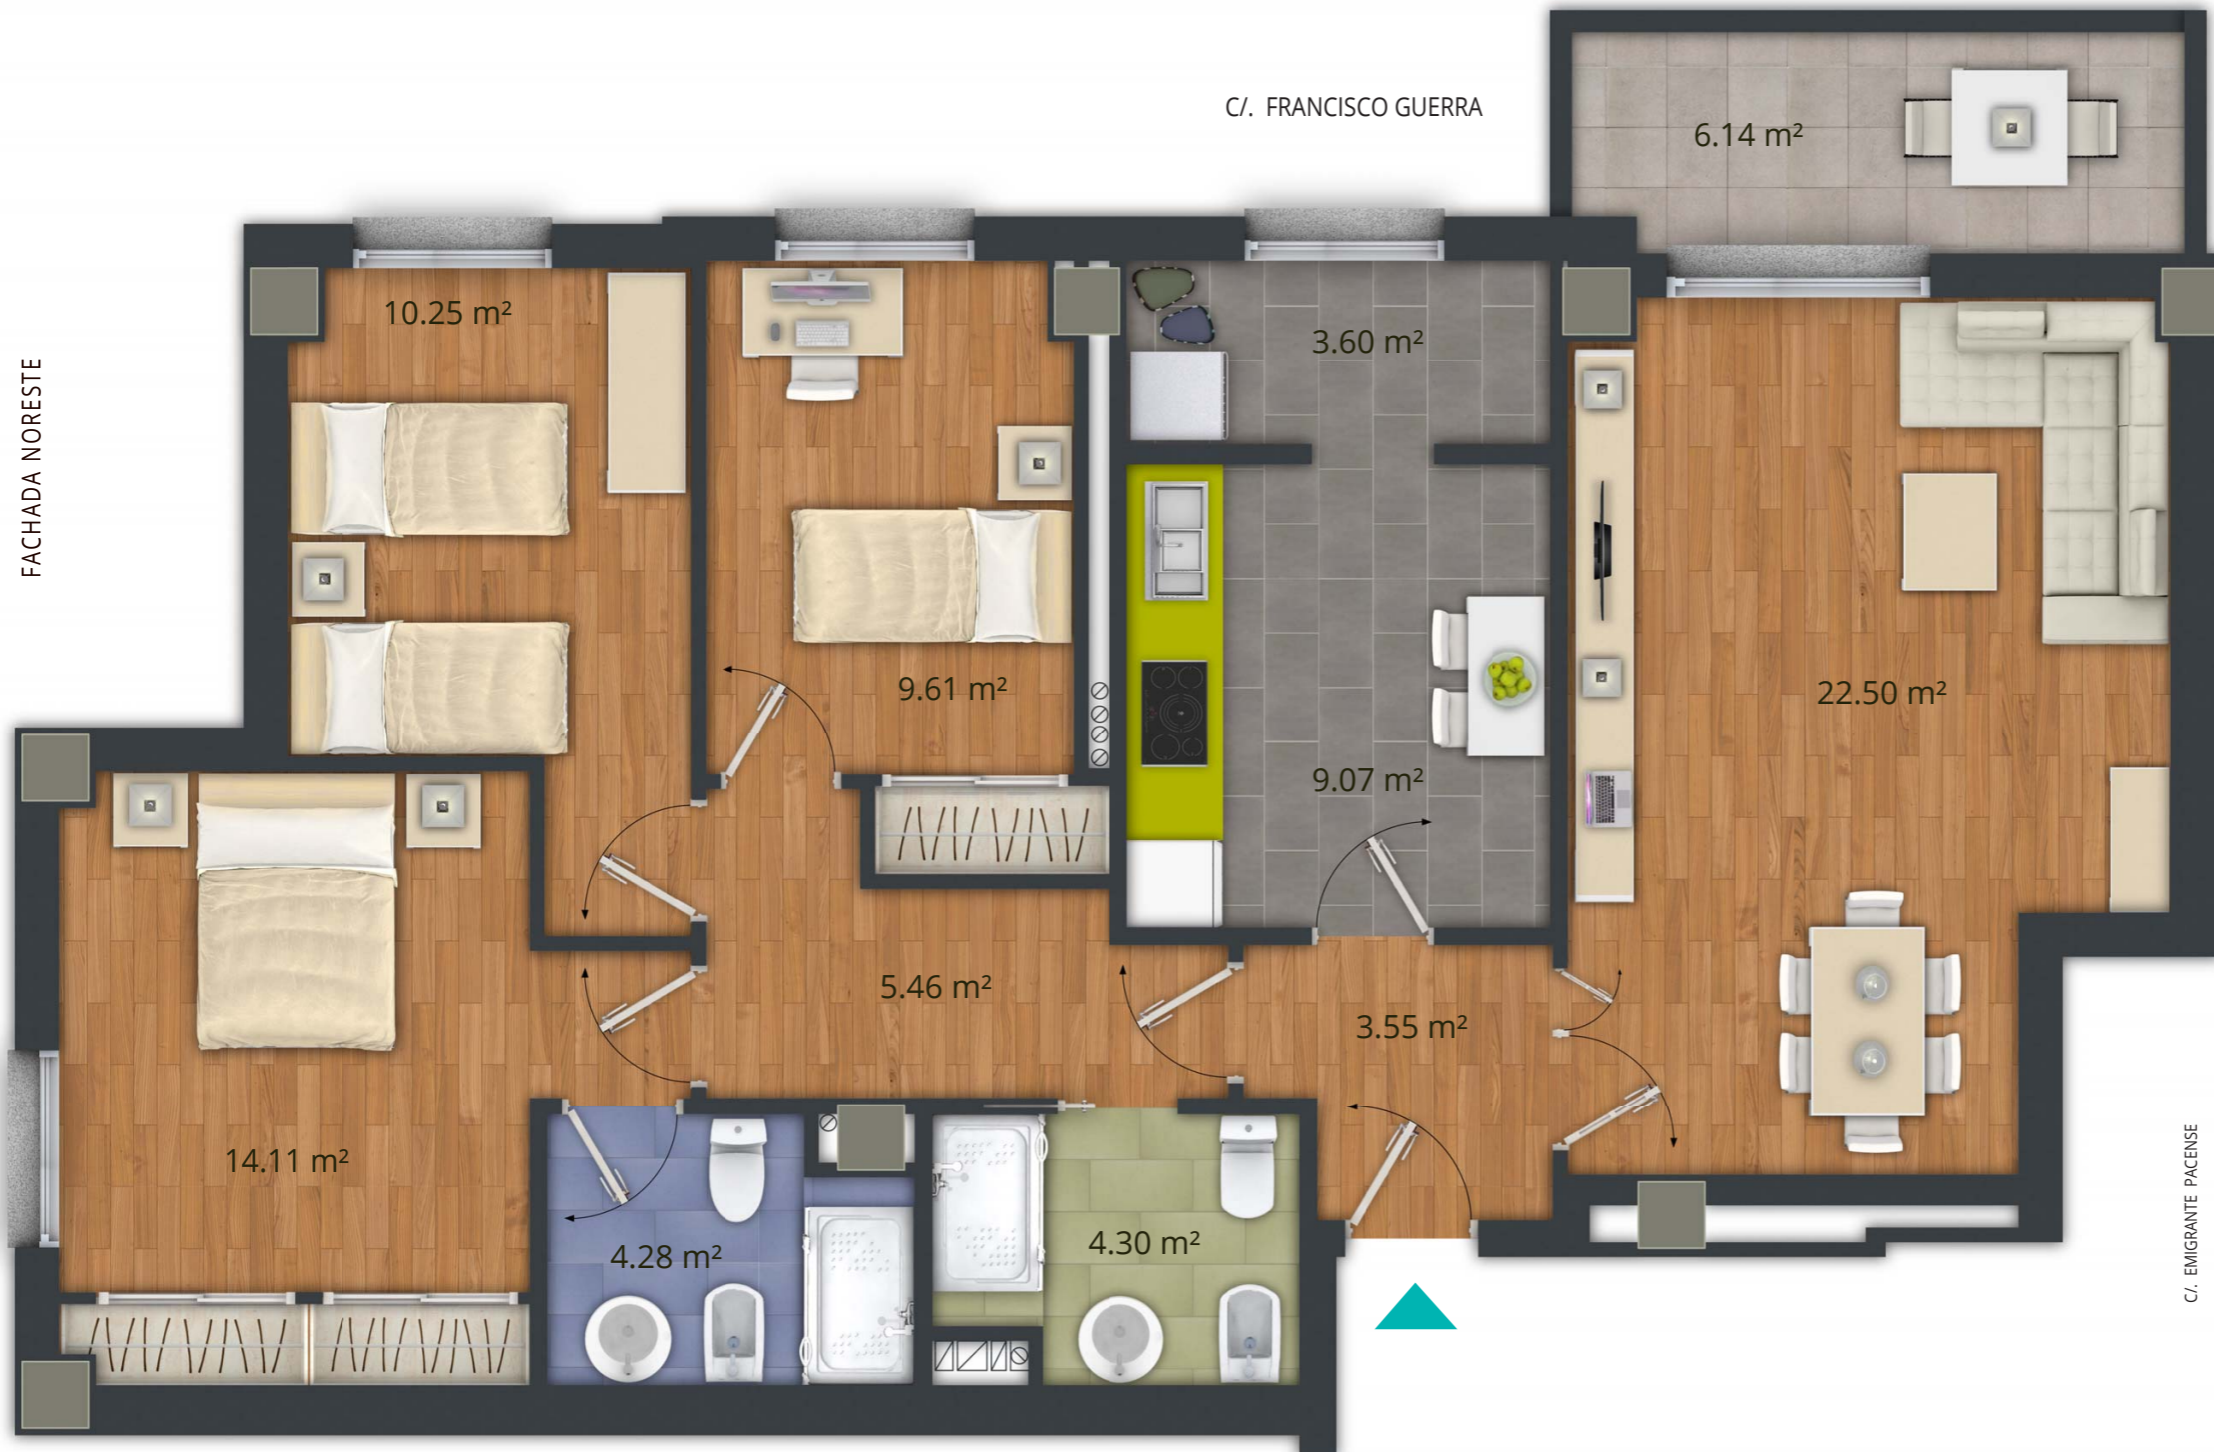 C/. FRANCISCO GUERRA
6.14 m²
10.25 m²
3.60 m²
FACHADA NORESTE
9.61 m²
22.50 m²
9.07 m²
5.46 m²
3.55 m²
14.11 m²
4.28 m²
4.30 m²
C/. EMIGRANTE PACENSE